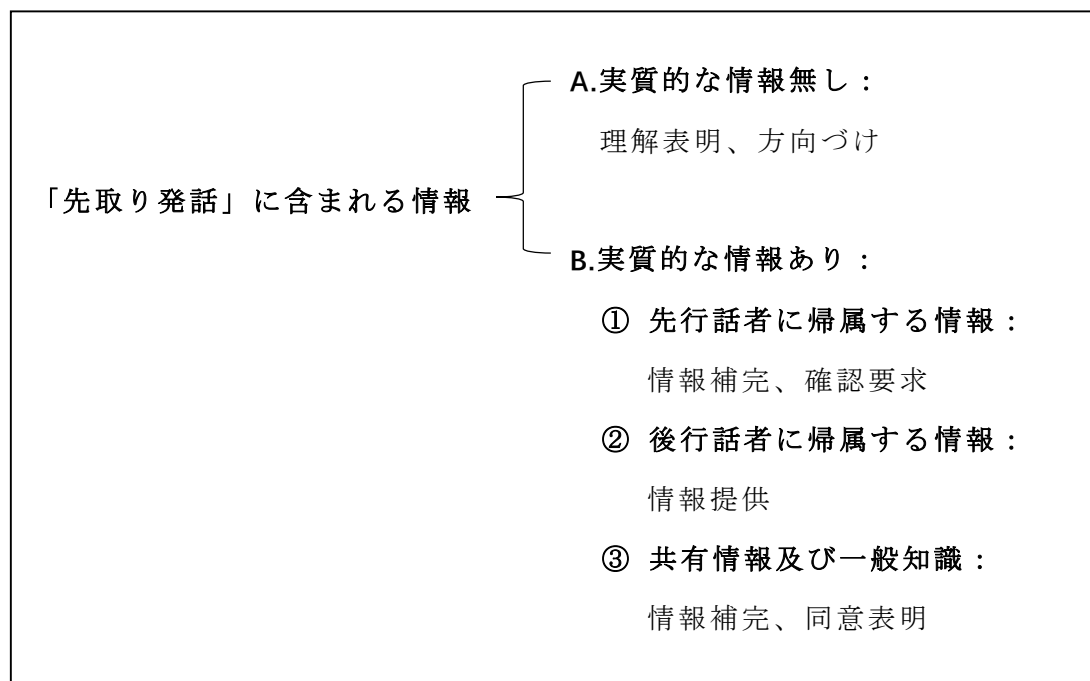 A.実質的な情報無し：
理解表明、方向づけ
「先取り発話」に含まれる情報
B.実質的な情報あり：
① 先行話者に帰属する情報：
情報補完、確認要求
② 後行話者に帰属する情報：
情報提供
③ 共有情報及び一般知識：
情報補完、同意表明